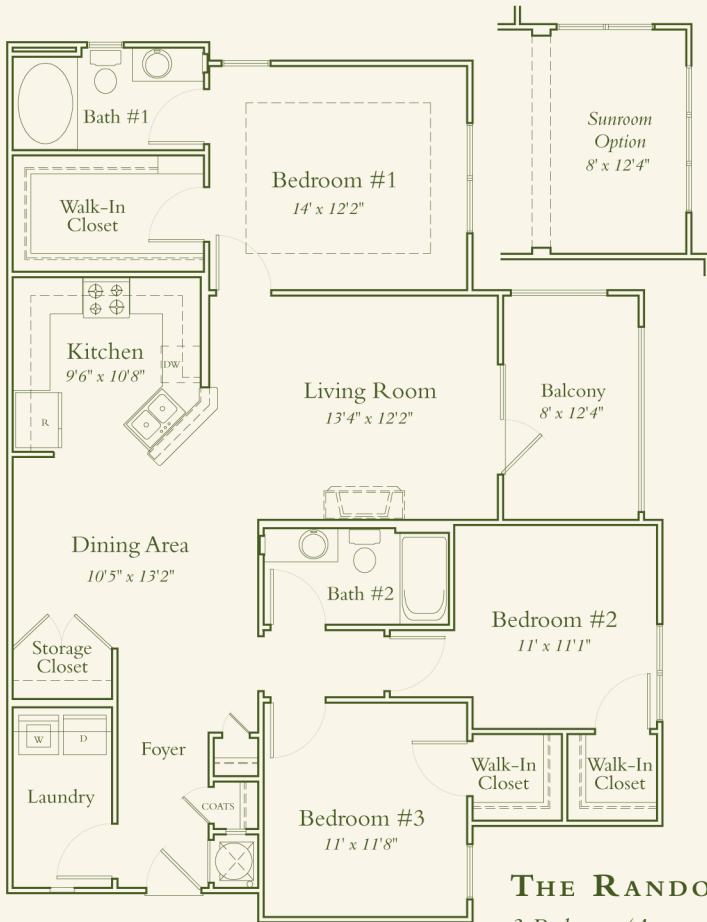 Bath #1
Walk-In
Closet
Bedroom #1
14' x 12'2"
Sunroom
Option
8' x 12'4"
Kitchen
9'6" x 10'8"
DW
R
Living Room
13'4" x 12'2"
Balcony
8' x 12'4"
Dining Area
10'5" x 13'2"
Bath #2
Bedroom #2
11' x 11'1"
Storage
Closet
W
D
Foyer
Laundry
COATS
Bedroom #3
11' x 11'8"
Walk-In
Closet
Walk-In
Closet
THE RANDO